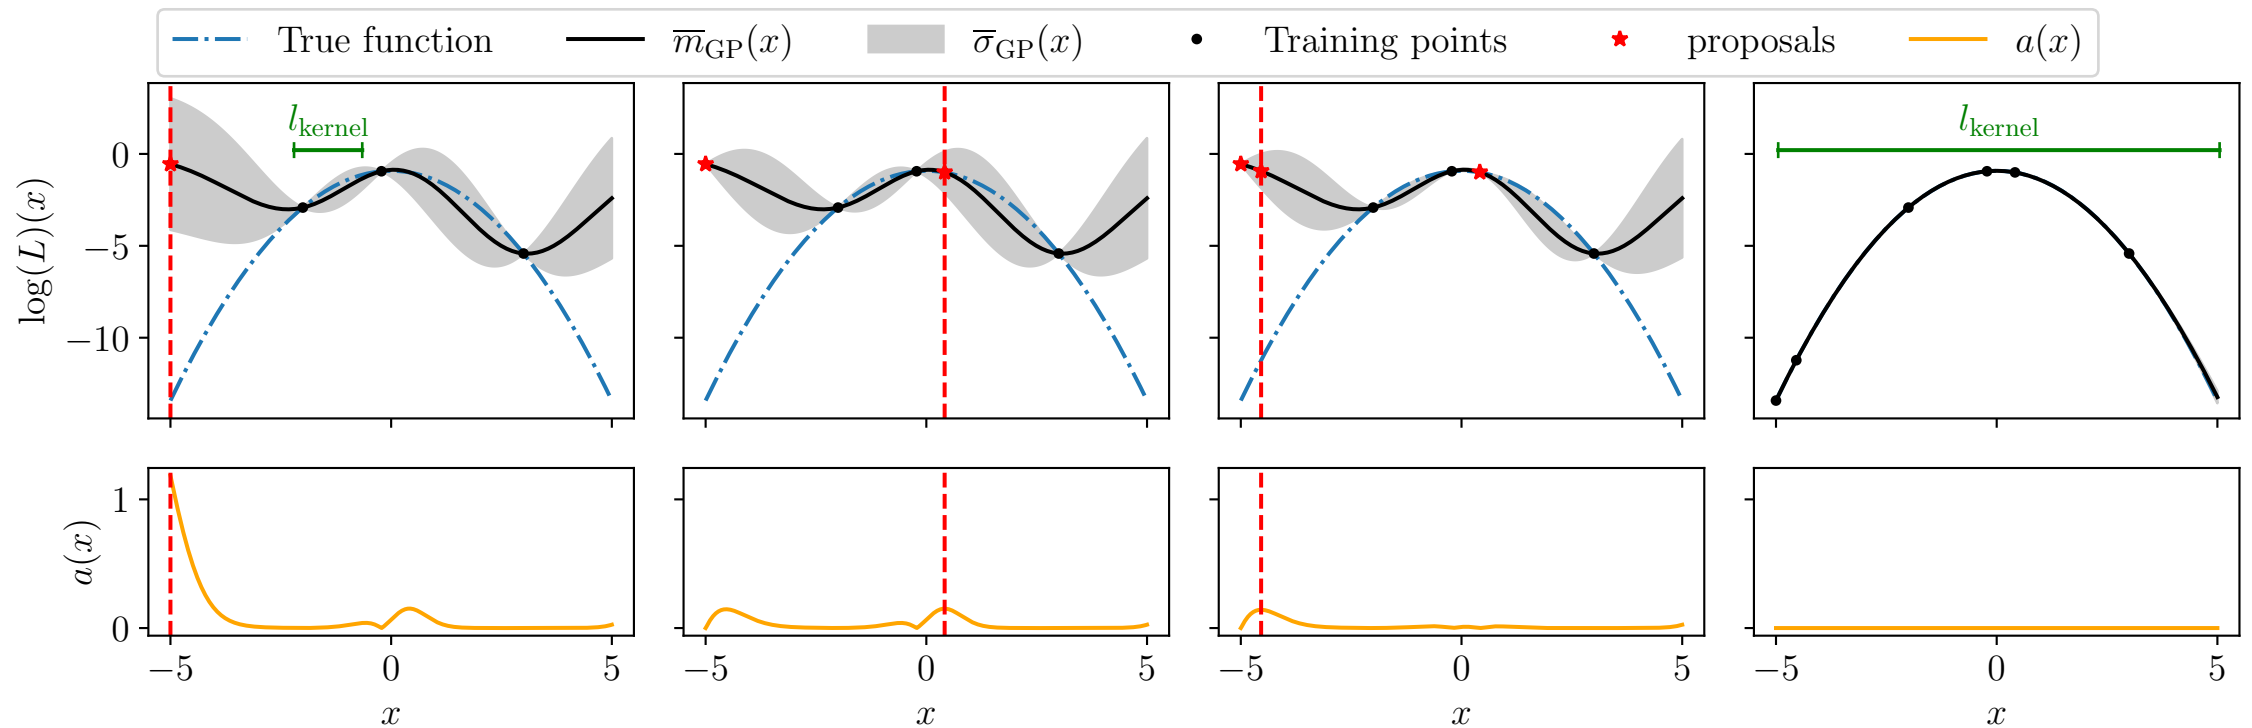 True function m̅_GP(x) σ̅_GP(x) Training points proposals a(x)
l_kernel l_kernel
log(L)(x)
0
−5
−10
a(x)
1
0
−5 0 5 −5 0 5 −5 0 5 −5 0 5
x x x x